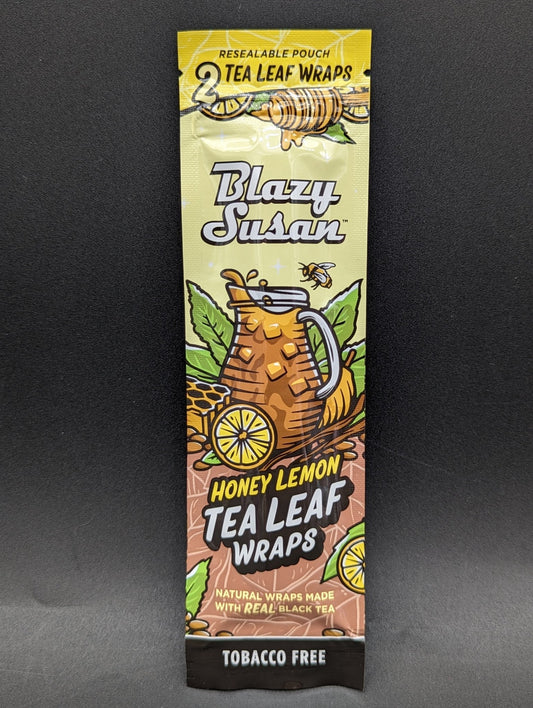 RESEALABLE POUCH
2 TEA LEAF WRAPS
Blazy
Susan™
HONEY LEMON
TEA LEAF
WRAPS
NATURAL WRAPS MADE
WITH REAL BLACK TEA
TOBACCO FREE